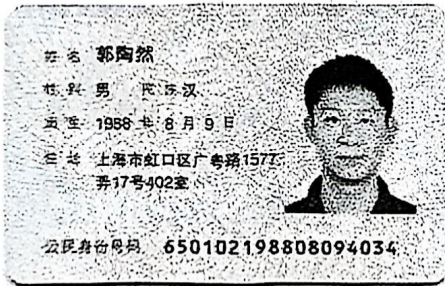 姓名 郭陶然
性别 男 民族汉
出生 1988 年 8 月 9 日
住址 上海市虹口区广粤路1577
弄17号402室
公民身份号码 650102198808094034